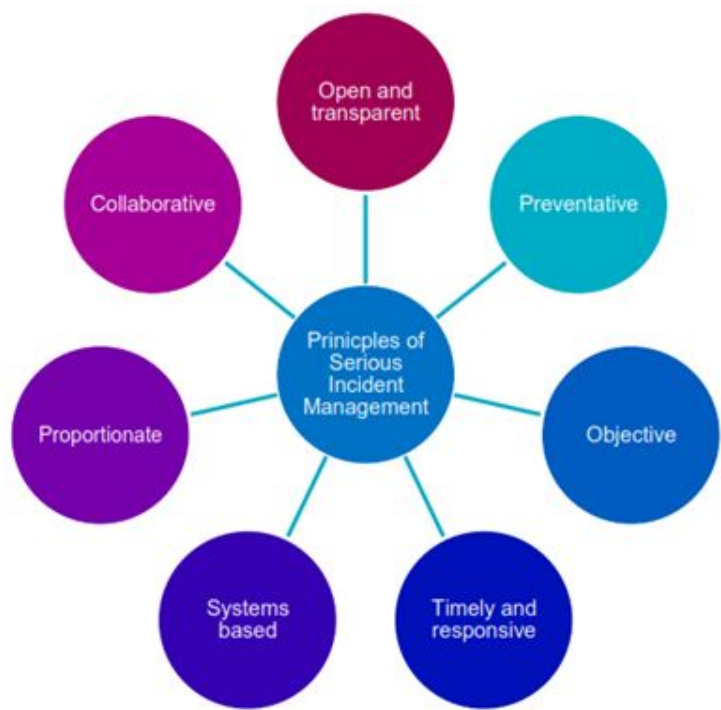 Open and
transparent
Preventative
Objective
Timely and
responsive
Systems
based
Proportionate
Collaborative
Prinicples of
Serious
Incident
Management